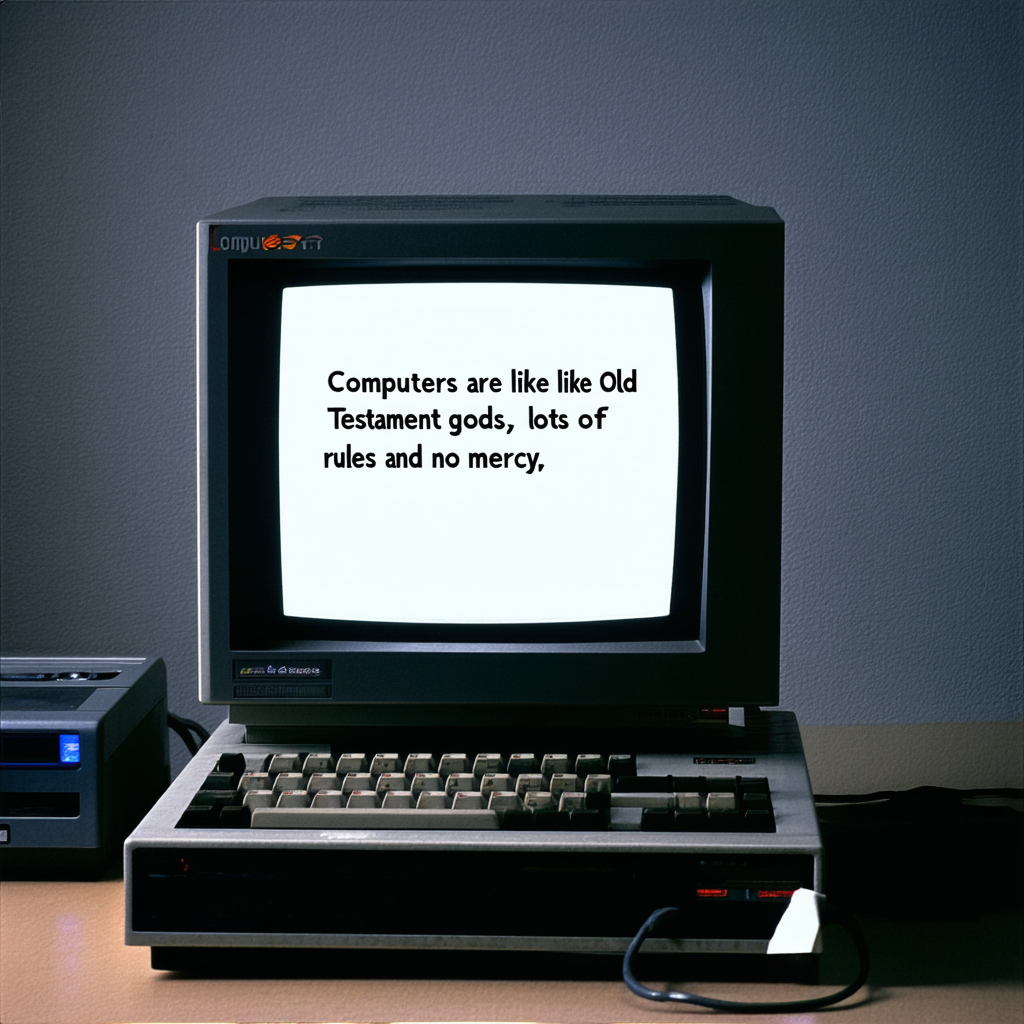 Computers are like like Old
Testament gods, lots of
rules and no mercy,